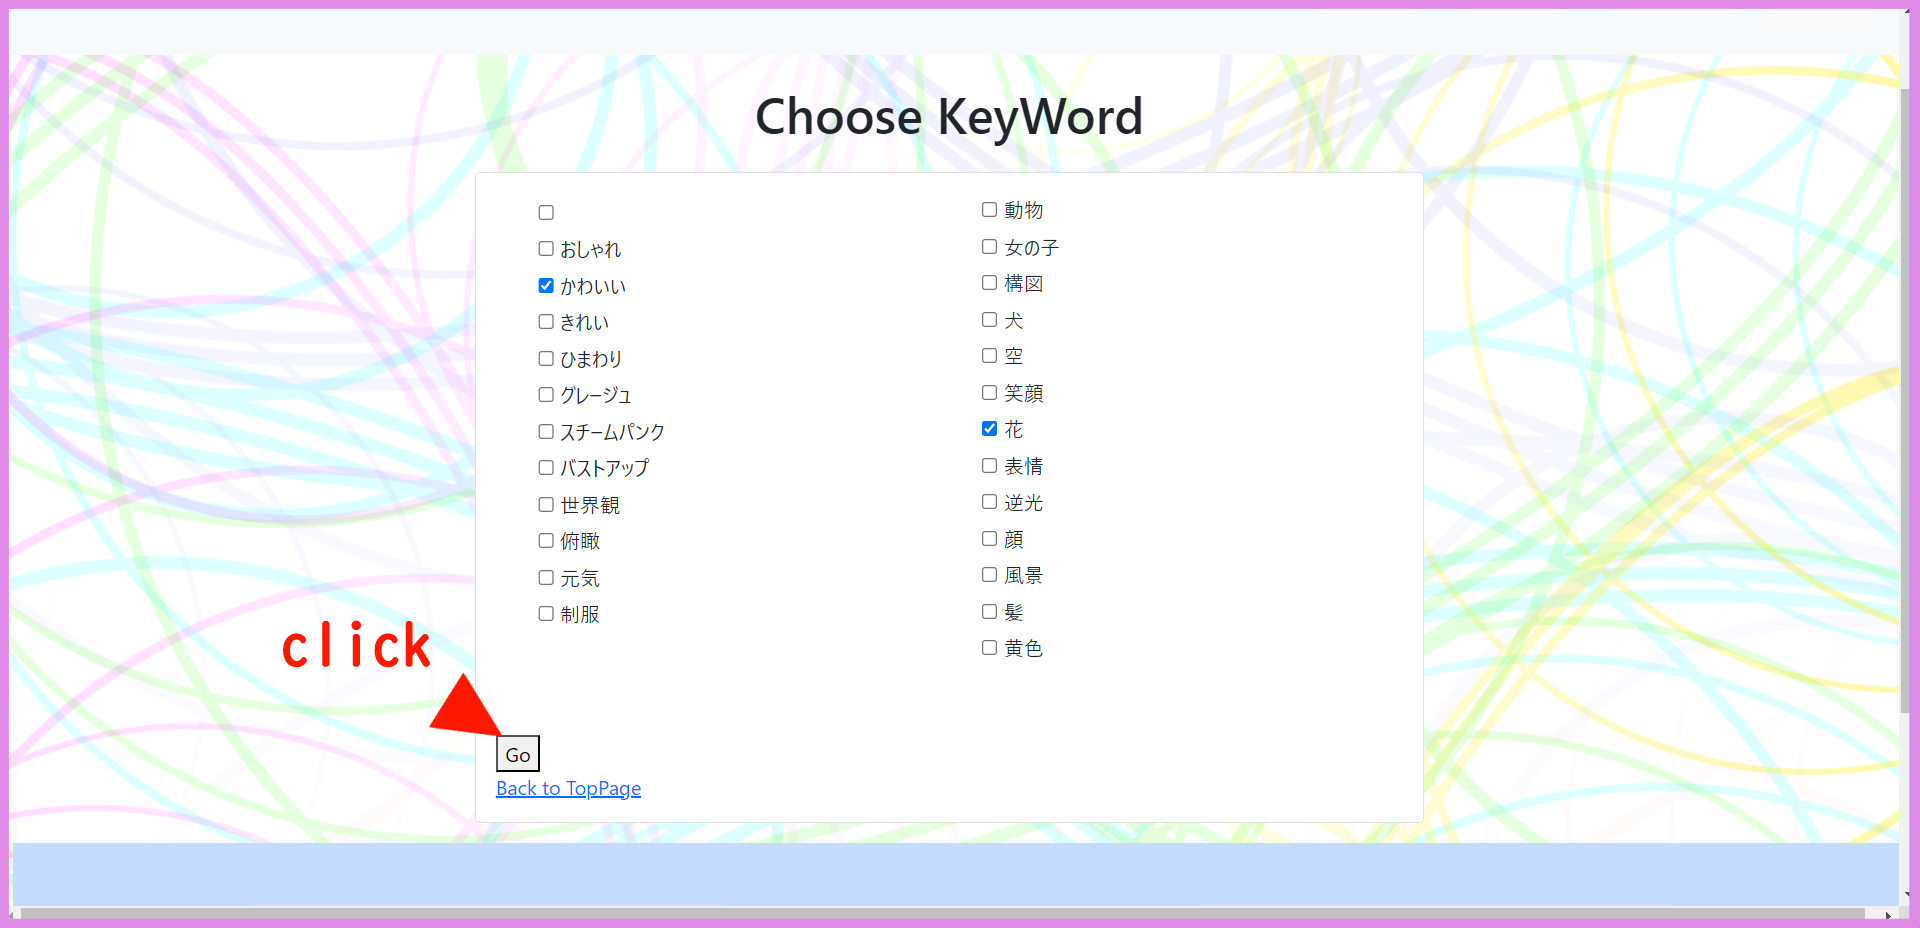 Choose KeyWord
おしゃれ
かわいい
きれい
ひまわり
グレージュ
スチームパンク
バストアップ
世界観
俯瞰
元気
制服
動物
女の子
構図
犬
空
笑顔
花
表情
逆光
顔
風景
髪
黄色
click
Go
Back to TopPage